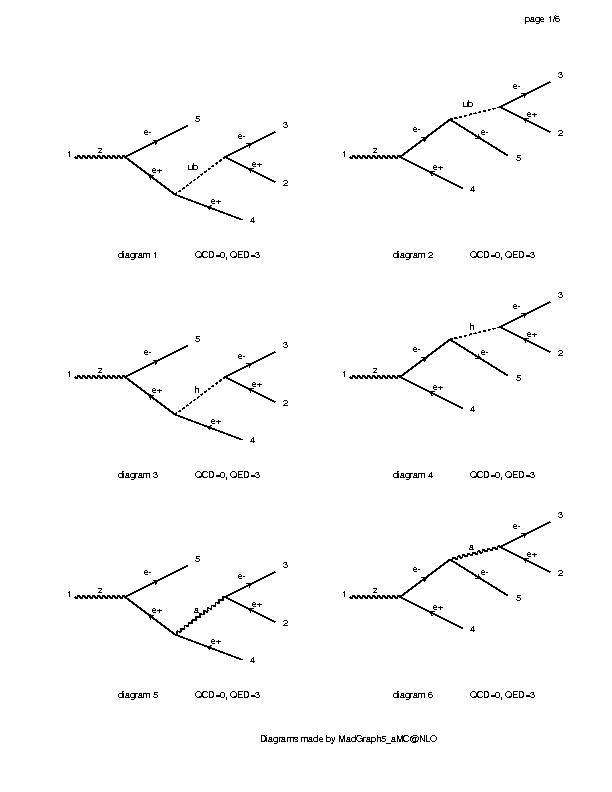 page 1/6
1 z e- 5 e+ ub e- 3 e+ 2 e+ 4
diagram 1 QCD=0, QED=3
1 z e- ub e- 3 e+ 2 e- 5 e+ 4
diagram 2 QCD=0, QED=3
1 z e- 5 e+ h e- 3 e+ 2 e+ 4
diagram 3 QCD=0, QED=3
1 z e- h e- 3 e+ 2 e- 5 e+ 4
diagram 4 QCD=0, QED=3
1 z e- 5 e+ a e- 3 e+ 2 e+ 4
diagram 5 QCD=0, QED=3
1 z e- a e- 3 e+ 2 e- 5 e+ 4
diagram 6 QCD=0, QED=3
Diagrams made by MadGraph5_aMC@NLO